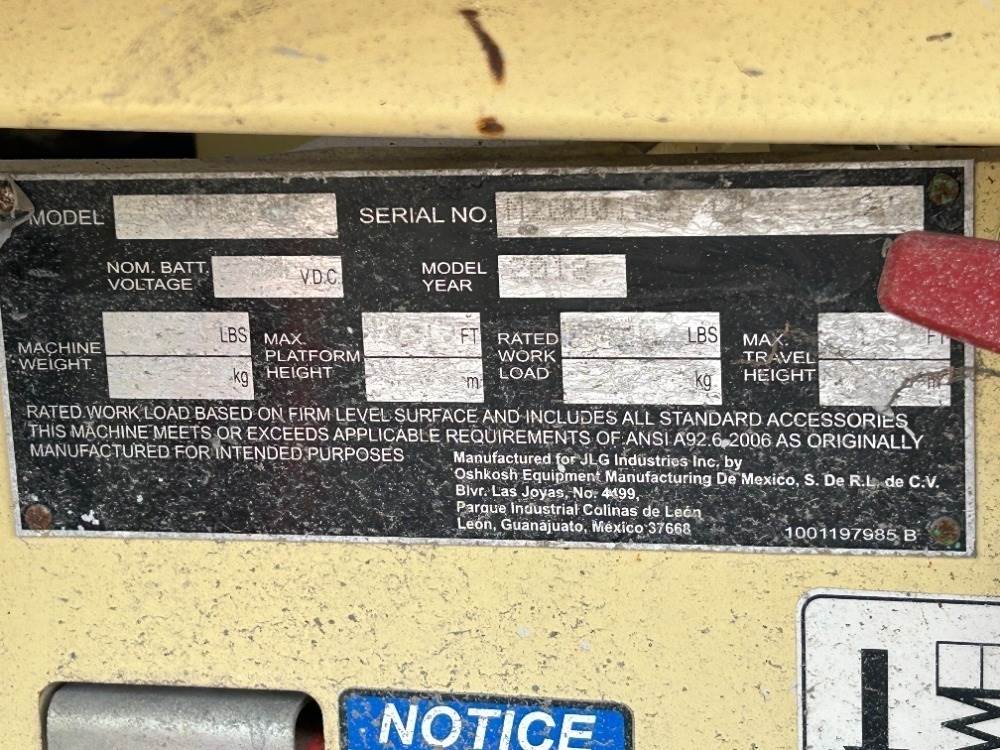 MODEL
SERIAL NO.
NOM. BATT. VOLTAGE
V.D.C
MODEL YEAR
MACHINE WEIGHT
LBS
kg
MAX. PLATFORM HEIGHT
FT
m
RATED WORK LOAD
LBS
kg
MAX. TRAVEL HEIGHT
FT
m
RATED WORK LOAD BASED ON FIRM LEVEL SURFACE AND INCLUDES ALL STANDARD ACCESSORIES
THIS MACHINE MEETS OR EXCEEDS APPLICABLE REQUIREMENTS OF ANSI A92.6-2006 AS ORIGINALLY
MANUFACTURED FOR INTENDED PURPOSES
Manufactured for JLG Industries Inc. by
Oshkosh Equipment Manufacturing De Mexico, S. De R.L. de C.V.
Blvr. Las Joyas, No. 4499,
Parque Industrial Colinas de León
León, Guanajuato, México 37668
1001197985 B
NOTICE